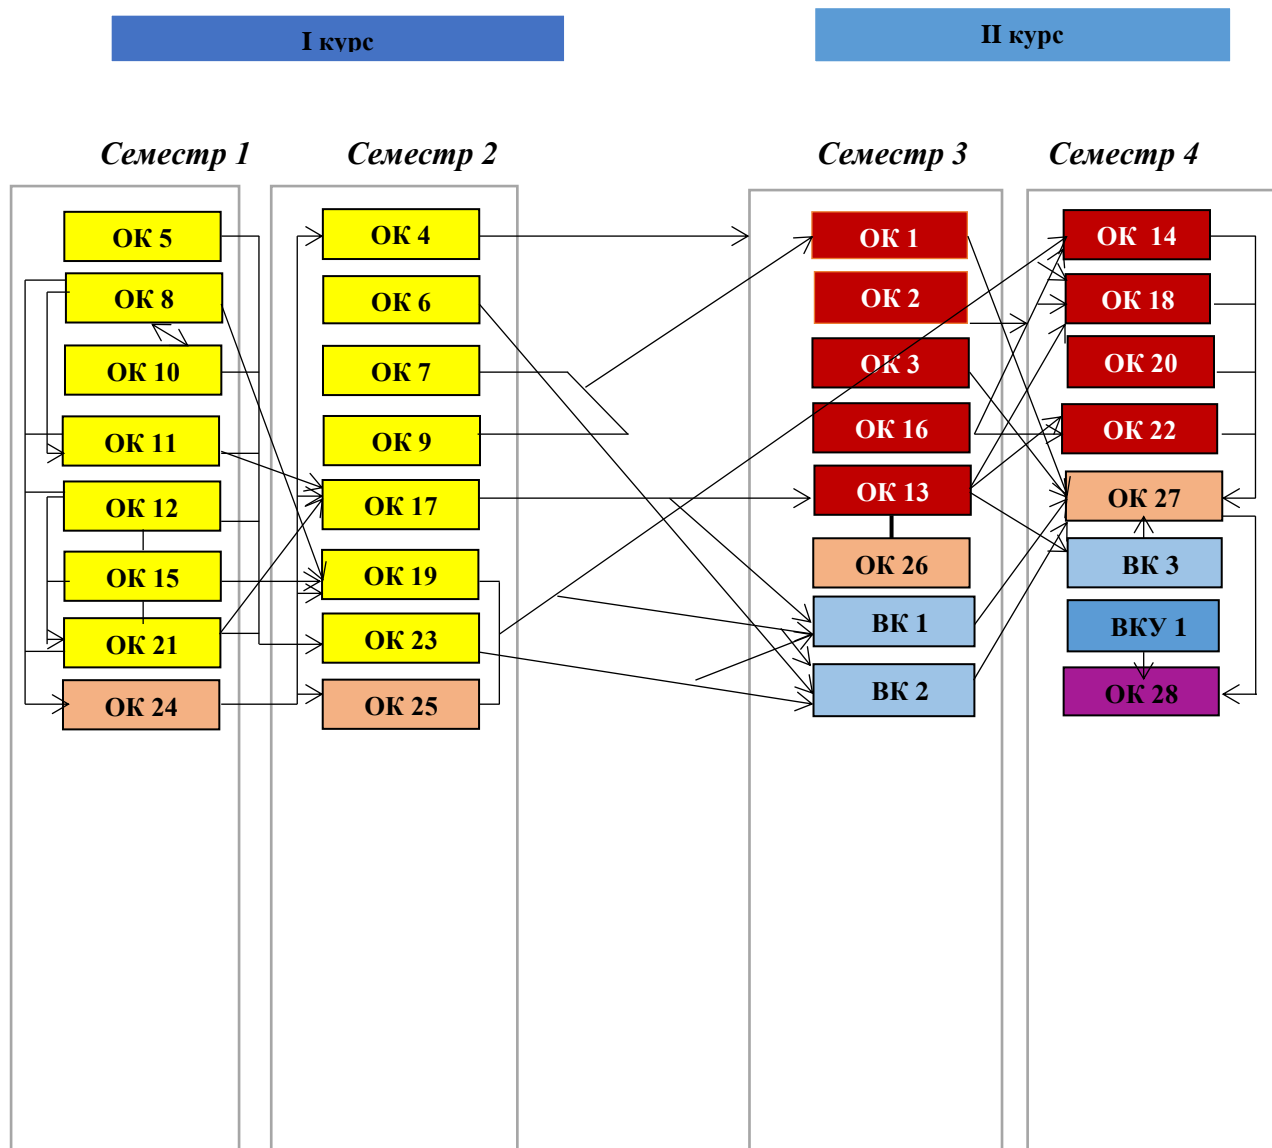 І курс
ІІ курс
Семестр 1
Семестр 2
Семестр 3
Семестр 4
ОК 5
ОК 8
ОК 10
ОК 11
ОК 12
ОК 15
ОК 21
ОК 24
ОК 4
ОК 6
ОК 7
ОК 9
ОК 17
ОК 19
ОК 23
ОК 25
ОК 1
ОК 2
ОК 3
ОК 16
ОК 13
ОК 26
ВК 1
ВК 2
ОК 14
ОК 18
ОК 20
ОК 22
ОК 27
ВК 3
ВКУ 1
ОК 28